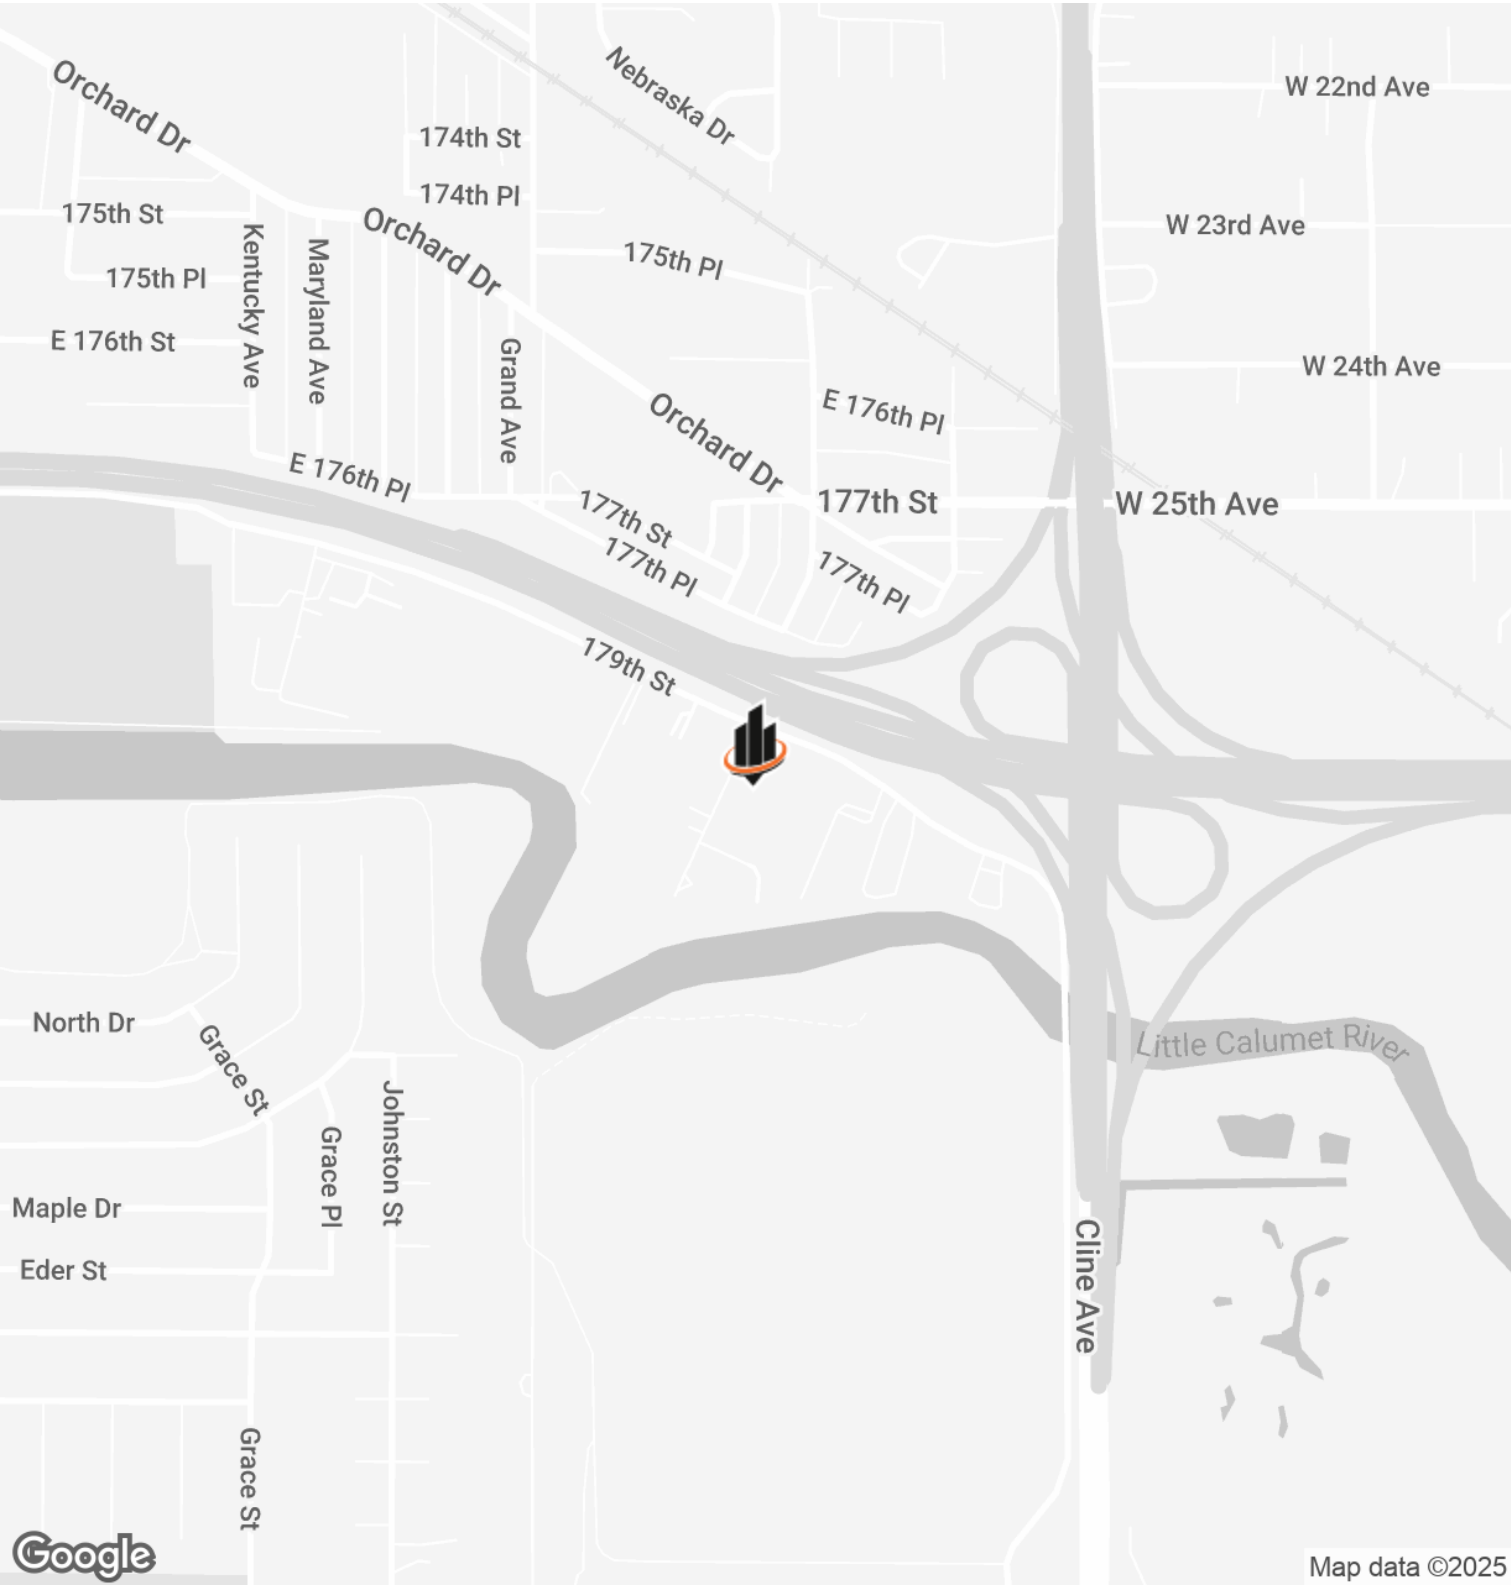 Nebraska Dr
Orchard Dr
W 22nd Ave
174th St
174th Pl
175th St
W 23rd Ave
Orchard Dr
Kentucky Ave
Maryland Ave
175th Pl
175th Pl
E 176th St
Grand Ave
W 24th Ave
E 176th Pl
Orchard Dr
E 176th Pl
177th St
177th St
W 25th Ave
177th Pl
177th Pl
179th St
North Dr
Grace St
Little Calumet River
Johnston St
Grace Pl
Maple Dr
Eder St
Cline Ave
Grace St
Google
Map data ©2025